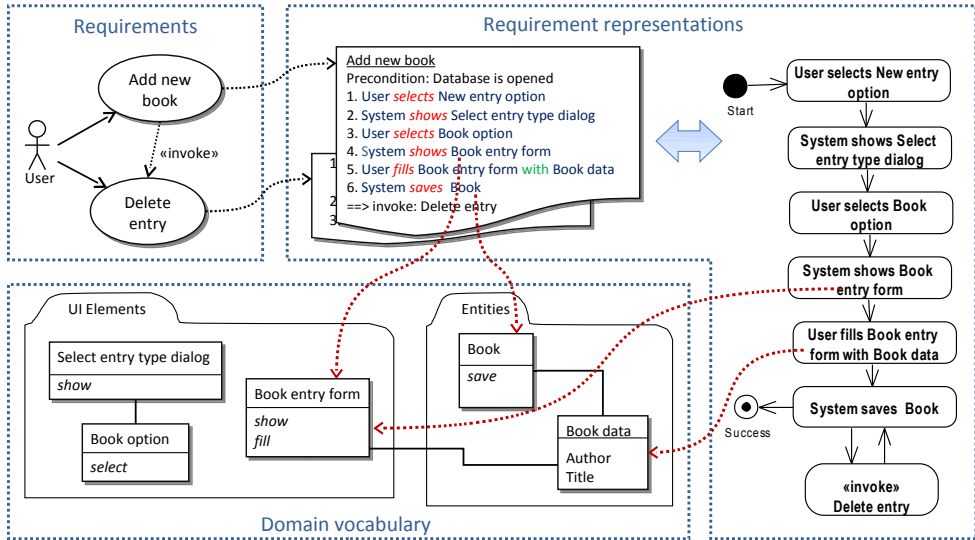 Requirements
Add new
book
«invoke»
User
Delete
entry
Requirement representations
Add new book
Precondition: Database is opened
1. User selects New entry option
2. System shows Select entry type dialog
3. User selects Book option
4. System shows Book entry form
5. User fills Book entry form with Book data
6. System saves Book
==> invoke: Delete entry
1
2
3.
Start
User selects New entry
option
System shows Select
entry type dialog
User selects Book
option
System shows Book
entry form
User fills Book entry
form with Book data
System saves Book
Success
«invoke»
Delete entry
UI Elements
Select entry type dialog
show
Book option
select
Book entry form
show
fill
Entities
Book
save
Book data
Author
Title
Domain vocabulary